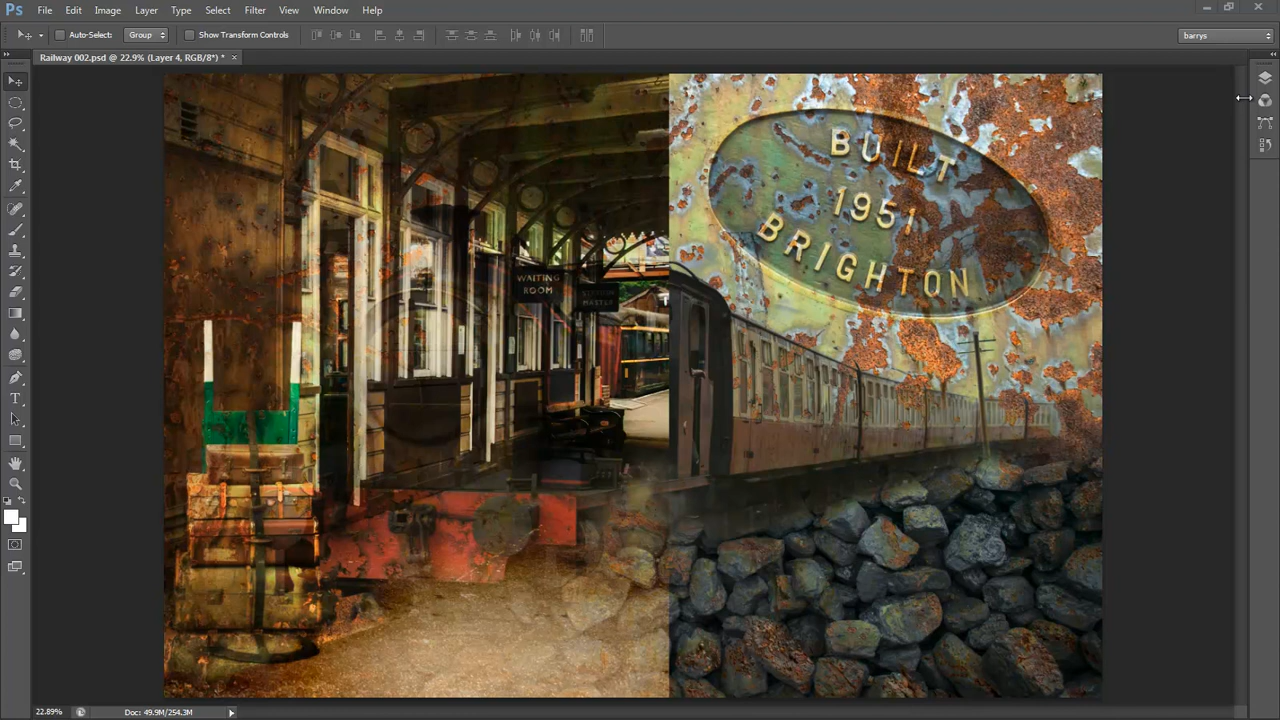 Ps File Edit Image Layer Type Select Filter View Window Help
Auto-Select: Group Show Transform Controls barrys
Railway 002.psd @ 22.9% (Layer 4, RGB/8*) * ×
BUILT
1951
BRIGHTON
WAITING
ROOM
STATION
MASTER
22.89% Doc: 49.9M/254.3M